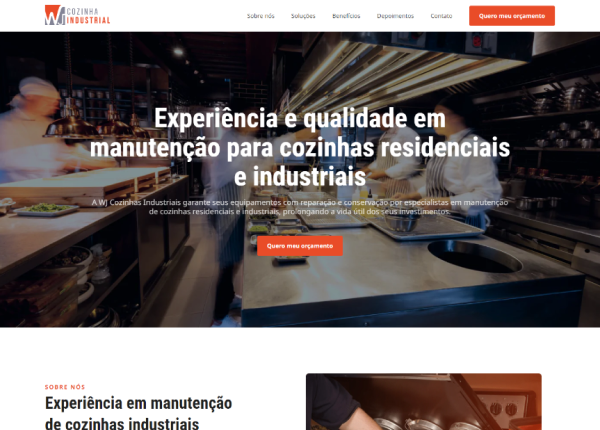 WJ COZINHA
INDUSTRIAL
Sobre nós Soluções Benefícios Depoimentos Contato Quero meu orçamento
Experiência e qualidade em
manutenção para cozinhas residenciais
e industriais
A WJ Cozinhas Industriais garante seus equipamentos com reparação e conservação por especialistas em manutenção
de cozinhas residenciais e industriais, prolongando a vida útil dos seus investimentos.
Quero meu orçamento
SOBRE NÓS
Experiência em manutenção
de cozinhas industriais